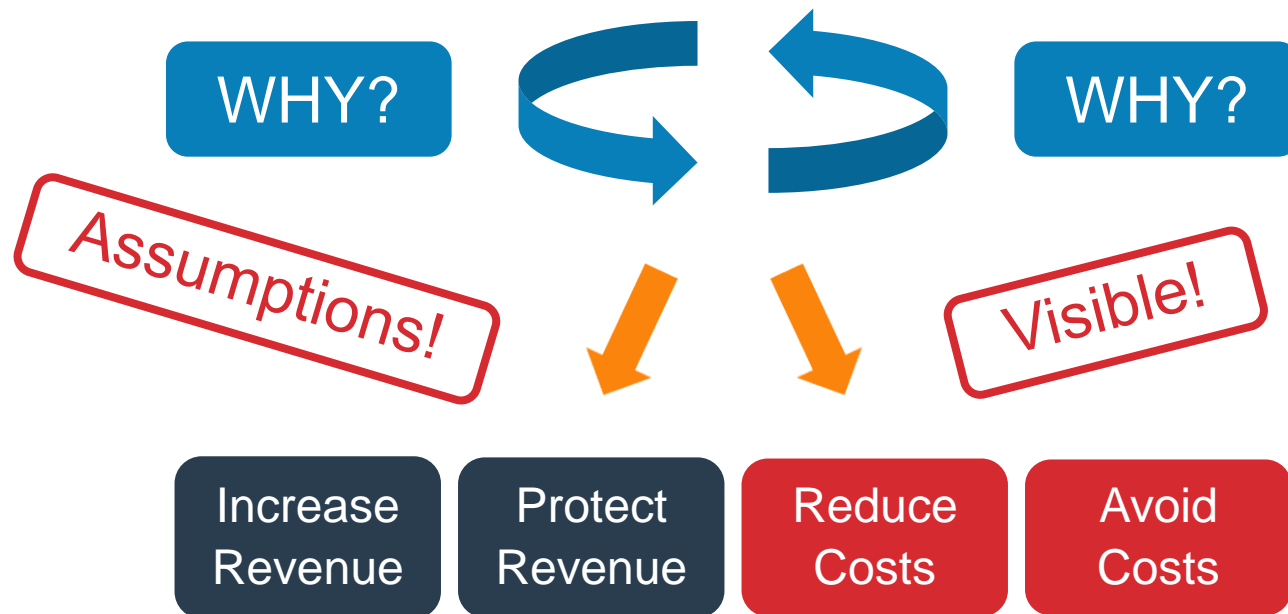 WHY?
WHY?
Assumptions!
Visible!
Increase
Revenue
Protect
Revenue
Reduce
Costs
Avoid
Costs